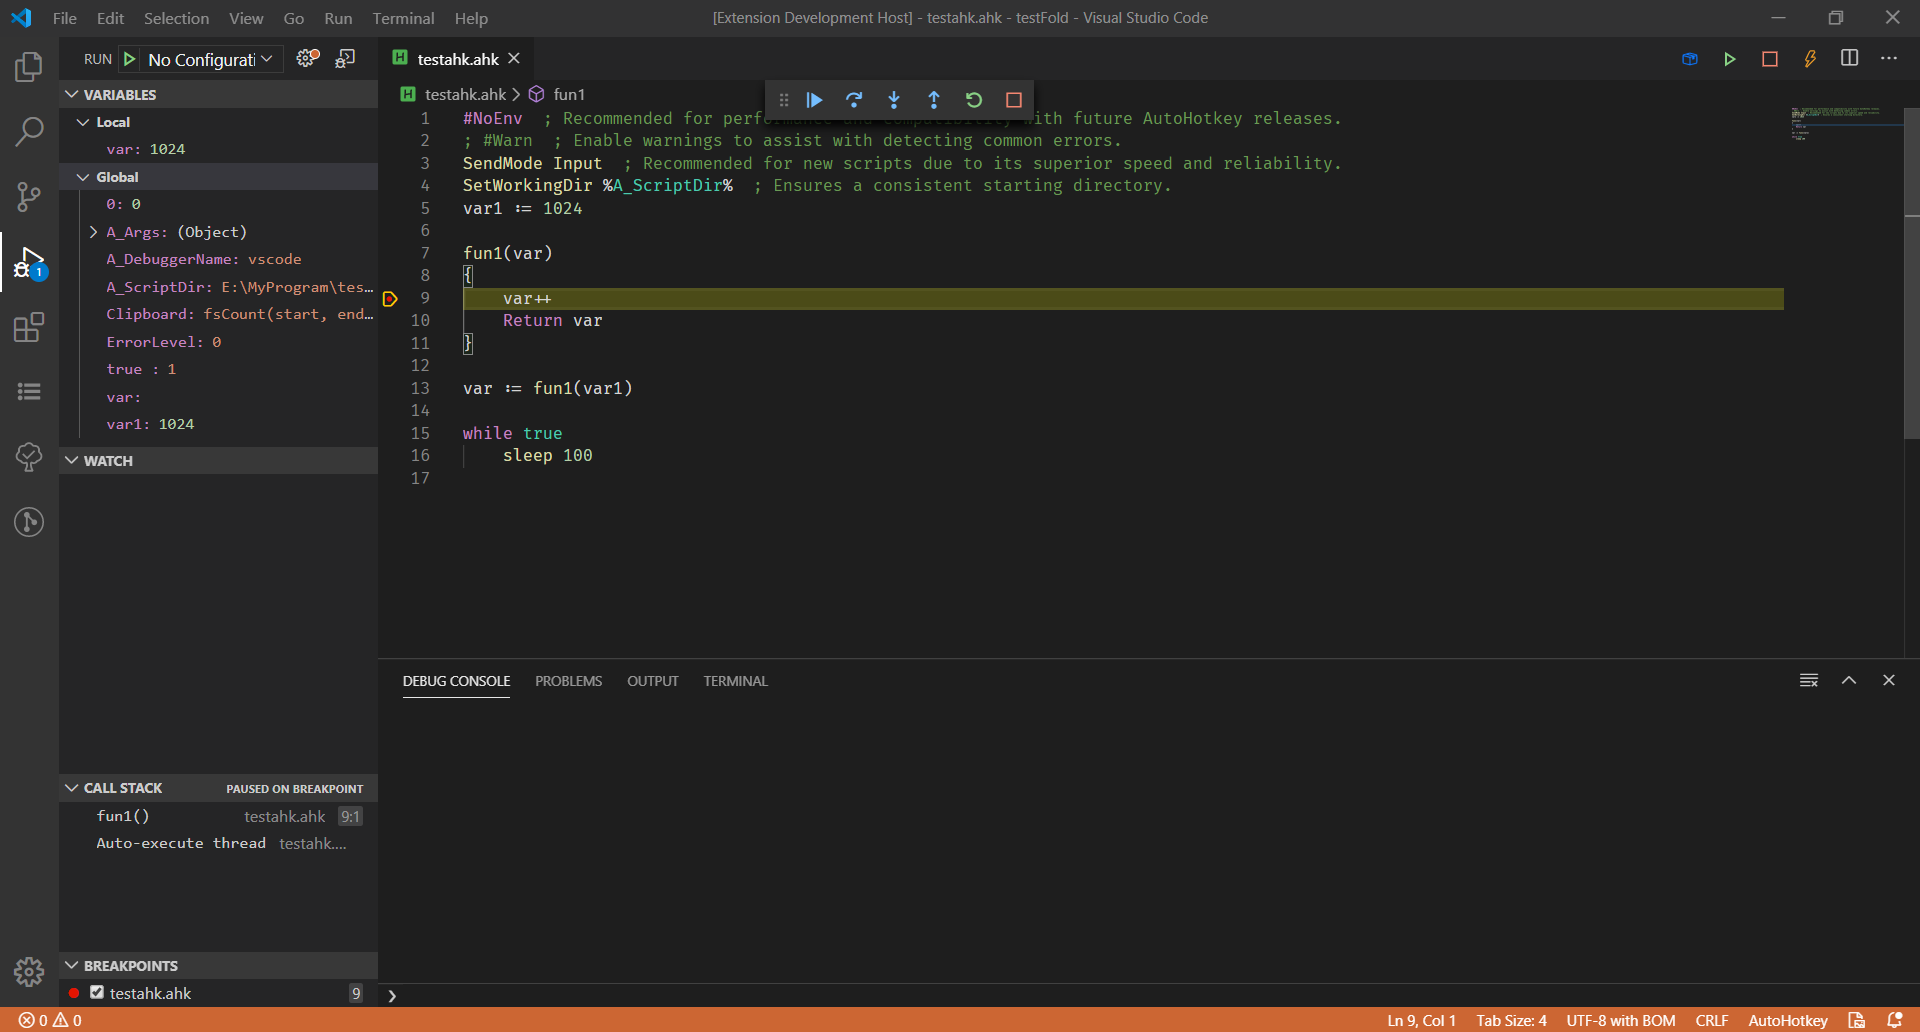 File Edit Selection View Go Run Terminal Help
[Extension Development Host] - testahk.ahk - testFold - Visual Studio Code
RUN No Configurati
VARIABLES
Local
var: 1024
Global
0: 0
A_Args: (Object)
A_DebuggerName: vscode
A_ScriptDir: E:\MyProgram\tes…
Clipboard: fsCount(start, end…
ErrorLevel: 0
true : 1
var:
var1: 1024
WATCH
CALL STACK PAUSED ON BREAKPOINT
fun1() testahk.ahk 9:1
Auto-execute thread testahk....
BREAKPOINTS
testahk.ahk 9
H testahk.ahk
H testahk.ahk > fun1
1 #NoEnv ; Recommended for performance and compatibility with future AutoHotkey releases.
2 ; #Warn ; Enable warnings to assist with detecting common errors.
3 SendMode Input ; Recommended for new scripts due to its superior speed and reliability.
4 SetWorkingDir %A_ScriptDir% ; Ensures a consistent starting directory.
5 var1 := 1024
6
7 fun1(var)
8 {
9 var++
10 Return var
11 }
12
13 var := fun1(var1)
14
15 while true
16 sleep 100
17
DEBUG CONSOLE PROBLEMS OUTPUT TERMINAL
1
0 0
Ln 9, Col 1 Tab Size: 4 UTF-8 with BOM CRLF AutoHotkey